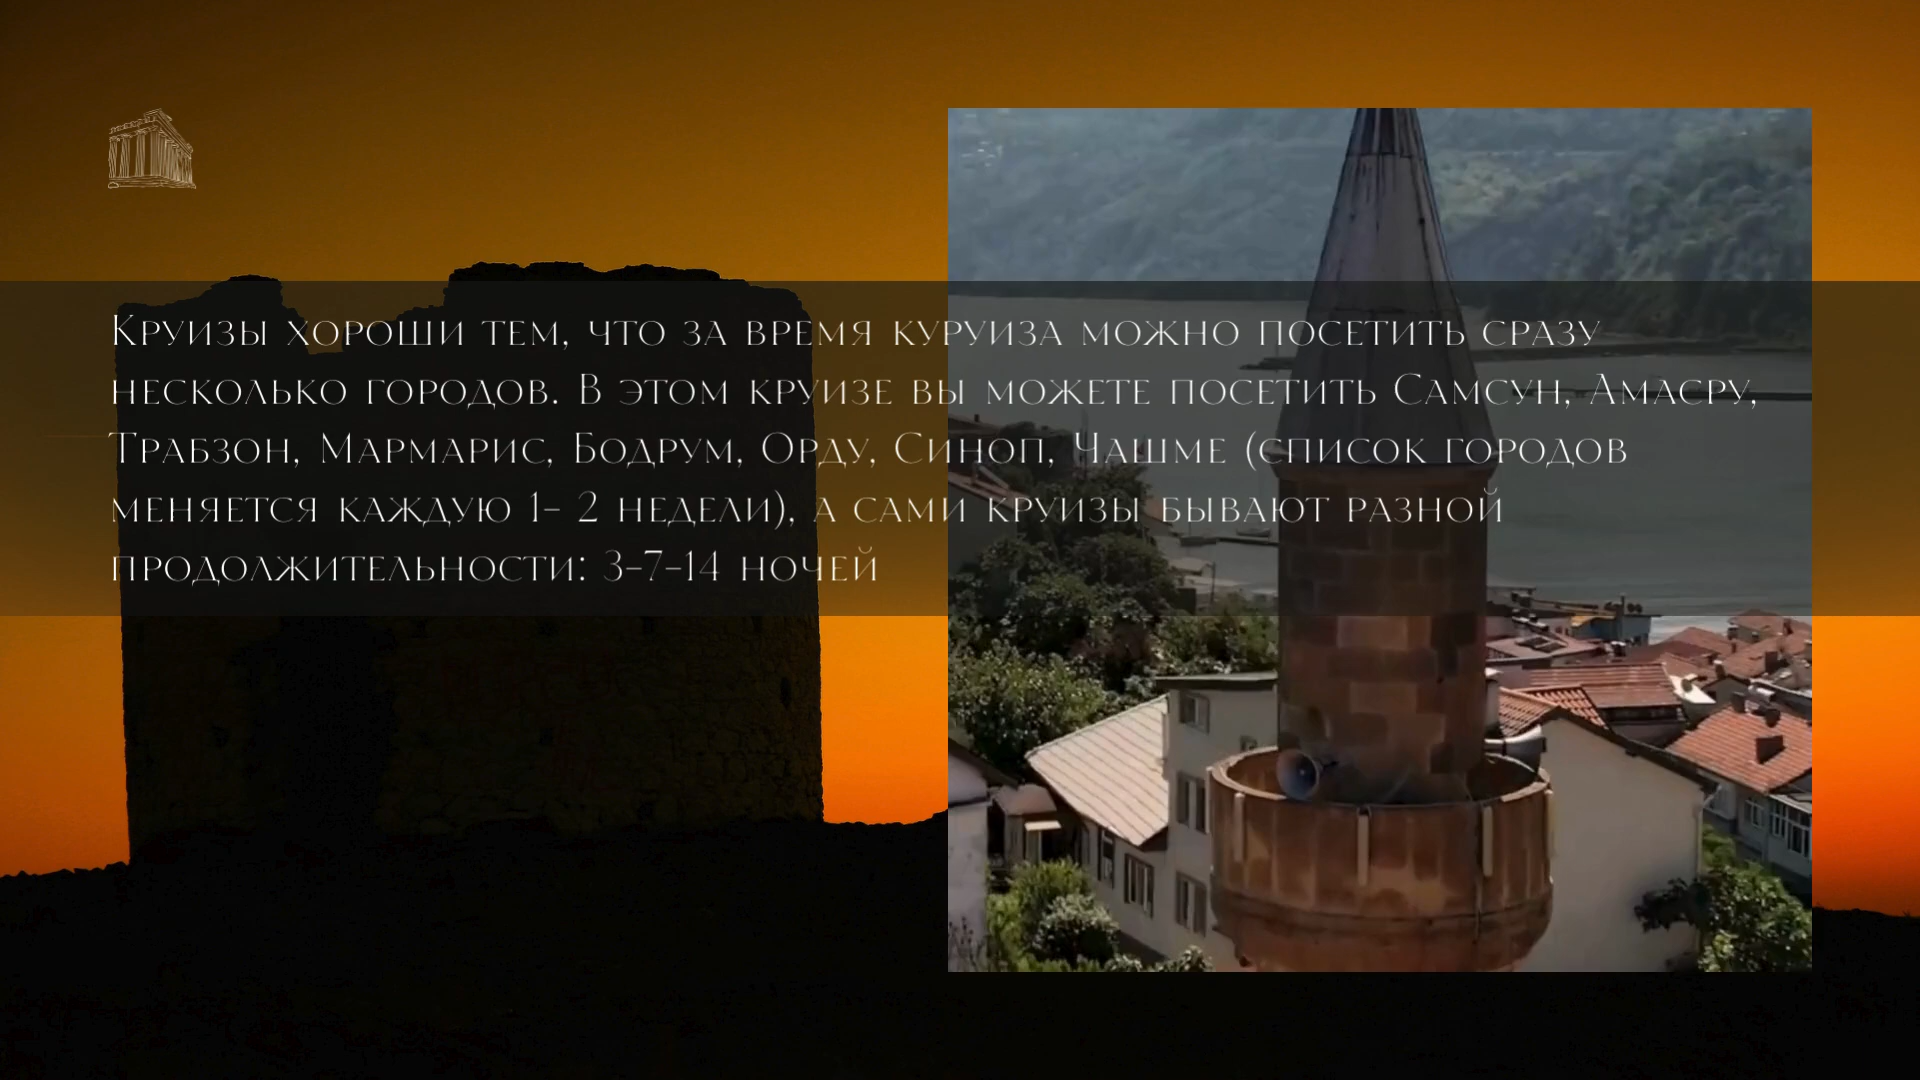 Круизы хороши тем, что за время куруиза можно посетить сразу
несколько городов. В этом круизе вы можете посетить Самсун, Амасру,
Трабзон, Мармарис, Бодрум, Орду, Синоп, Чашме (список городов
меняется каждую 1- 2 недели), а сами круизы бывают разной
продолжительности: 3-7-14 ночей